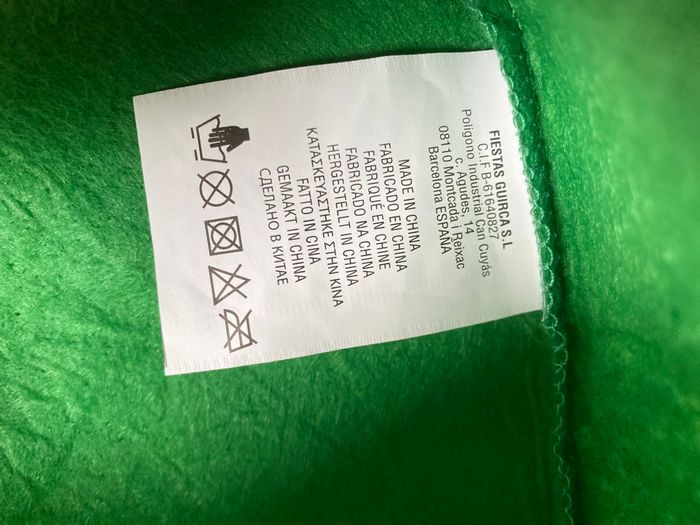 FIESTAS GUIRCA S.L
C.I.F B-61640827
Poligono Industrial Can Cuyás
c. Agudes, 14
08110 Montcada i Reixac
Barcelona ESPAÑA
MADE IN CHINA
FABRICADO EN CHINA
FABRIQUÉ EN CHINE
FABRICADO NA CHINA
HERGESTELLT IN CHINA
ΚΑΤΑΣΚΕΥΑΣΤΗΚΕ ΣΤΗΝ ΚΙΝΑ
FATTO IN CINA
GEMAAKT IN CHINA
СДЕЛАНО В КИТАЕ